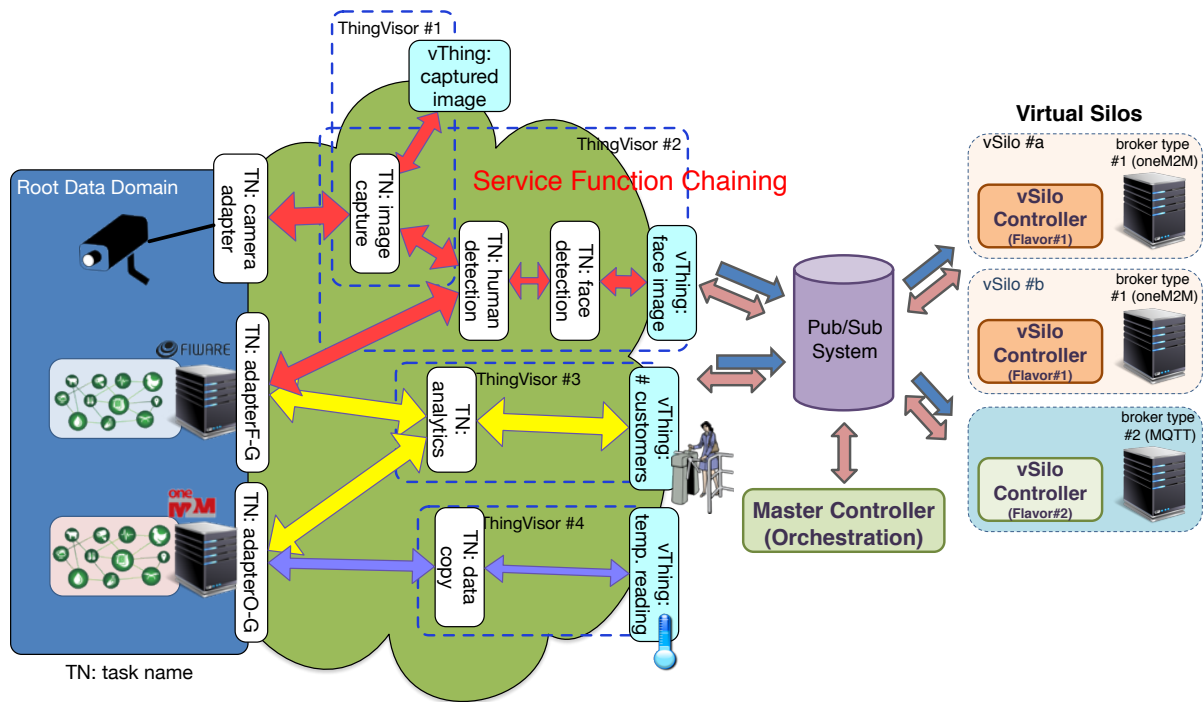 ThingVisor #1
vThing:
captured
image
ThingVisor #2
Service Function Chaining
Root Data Domain
TN: camera
adapter
TN: image
capture
TN: human
detection
TN: face
detection
vThing:
face image
FIWARE
TN: adapterF-G
ThingVisor #3
TN:
analytics
vThing:
# customers
one
M2M
TN: adapterO-G
ThingVisor #4
TN: data
copy
vThing:
temp. reading
TN: task name
Pub/Sub
System
Master Controller
(Orchestration)
Virtual Silos
vSilo #a
broker type
#1 (oneM2M)
vSilo
Controller
(Flavor#1)
vSilo #b
broker type
#1 (oneM2M)
vSilo
Controller
(Flavor#1)
broker type
#2 (MQTT)
vSilo
Controller
(Flavor#2)